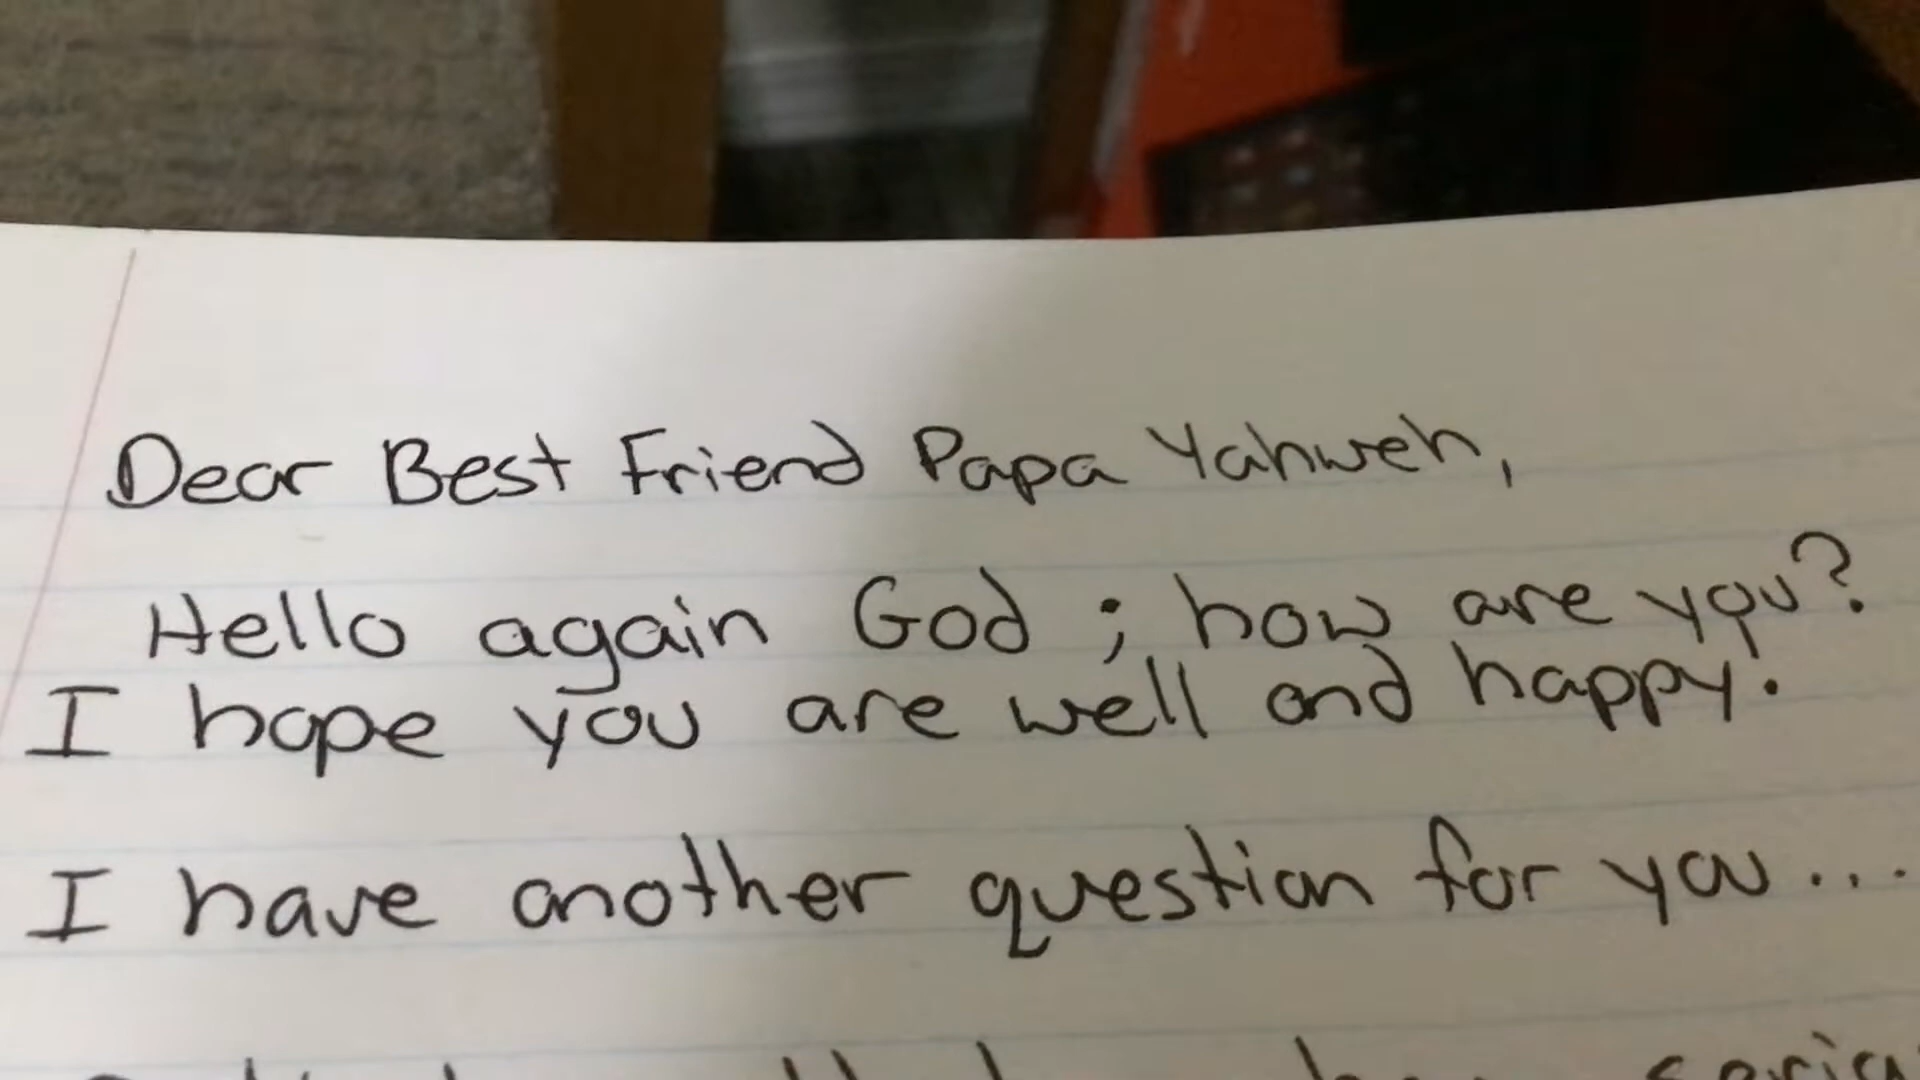 Dear Best Friend Papa Yahweh,
Hello again God ; how are you?
I hope you are well and happy!
I have another question for you...